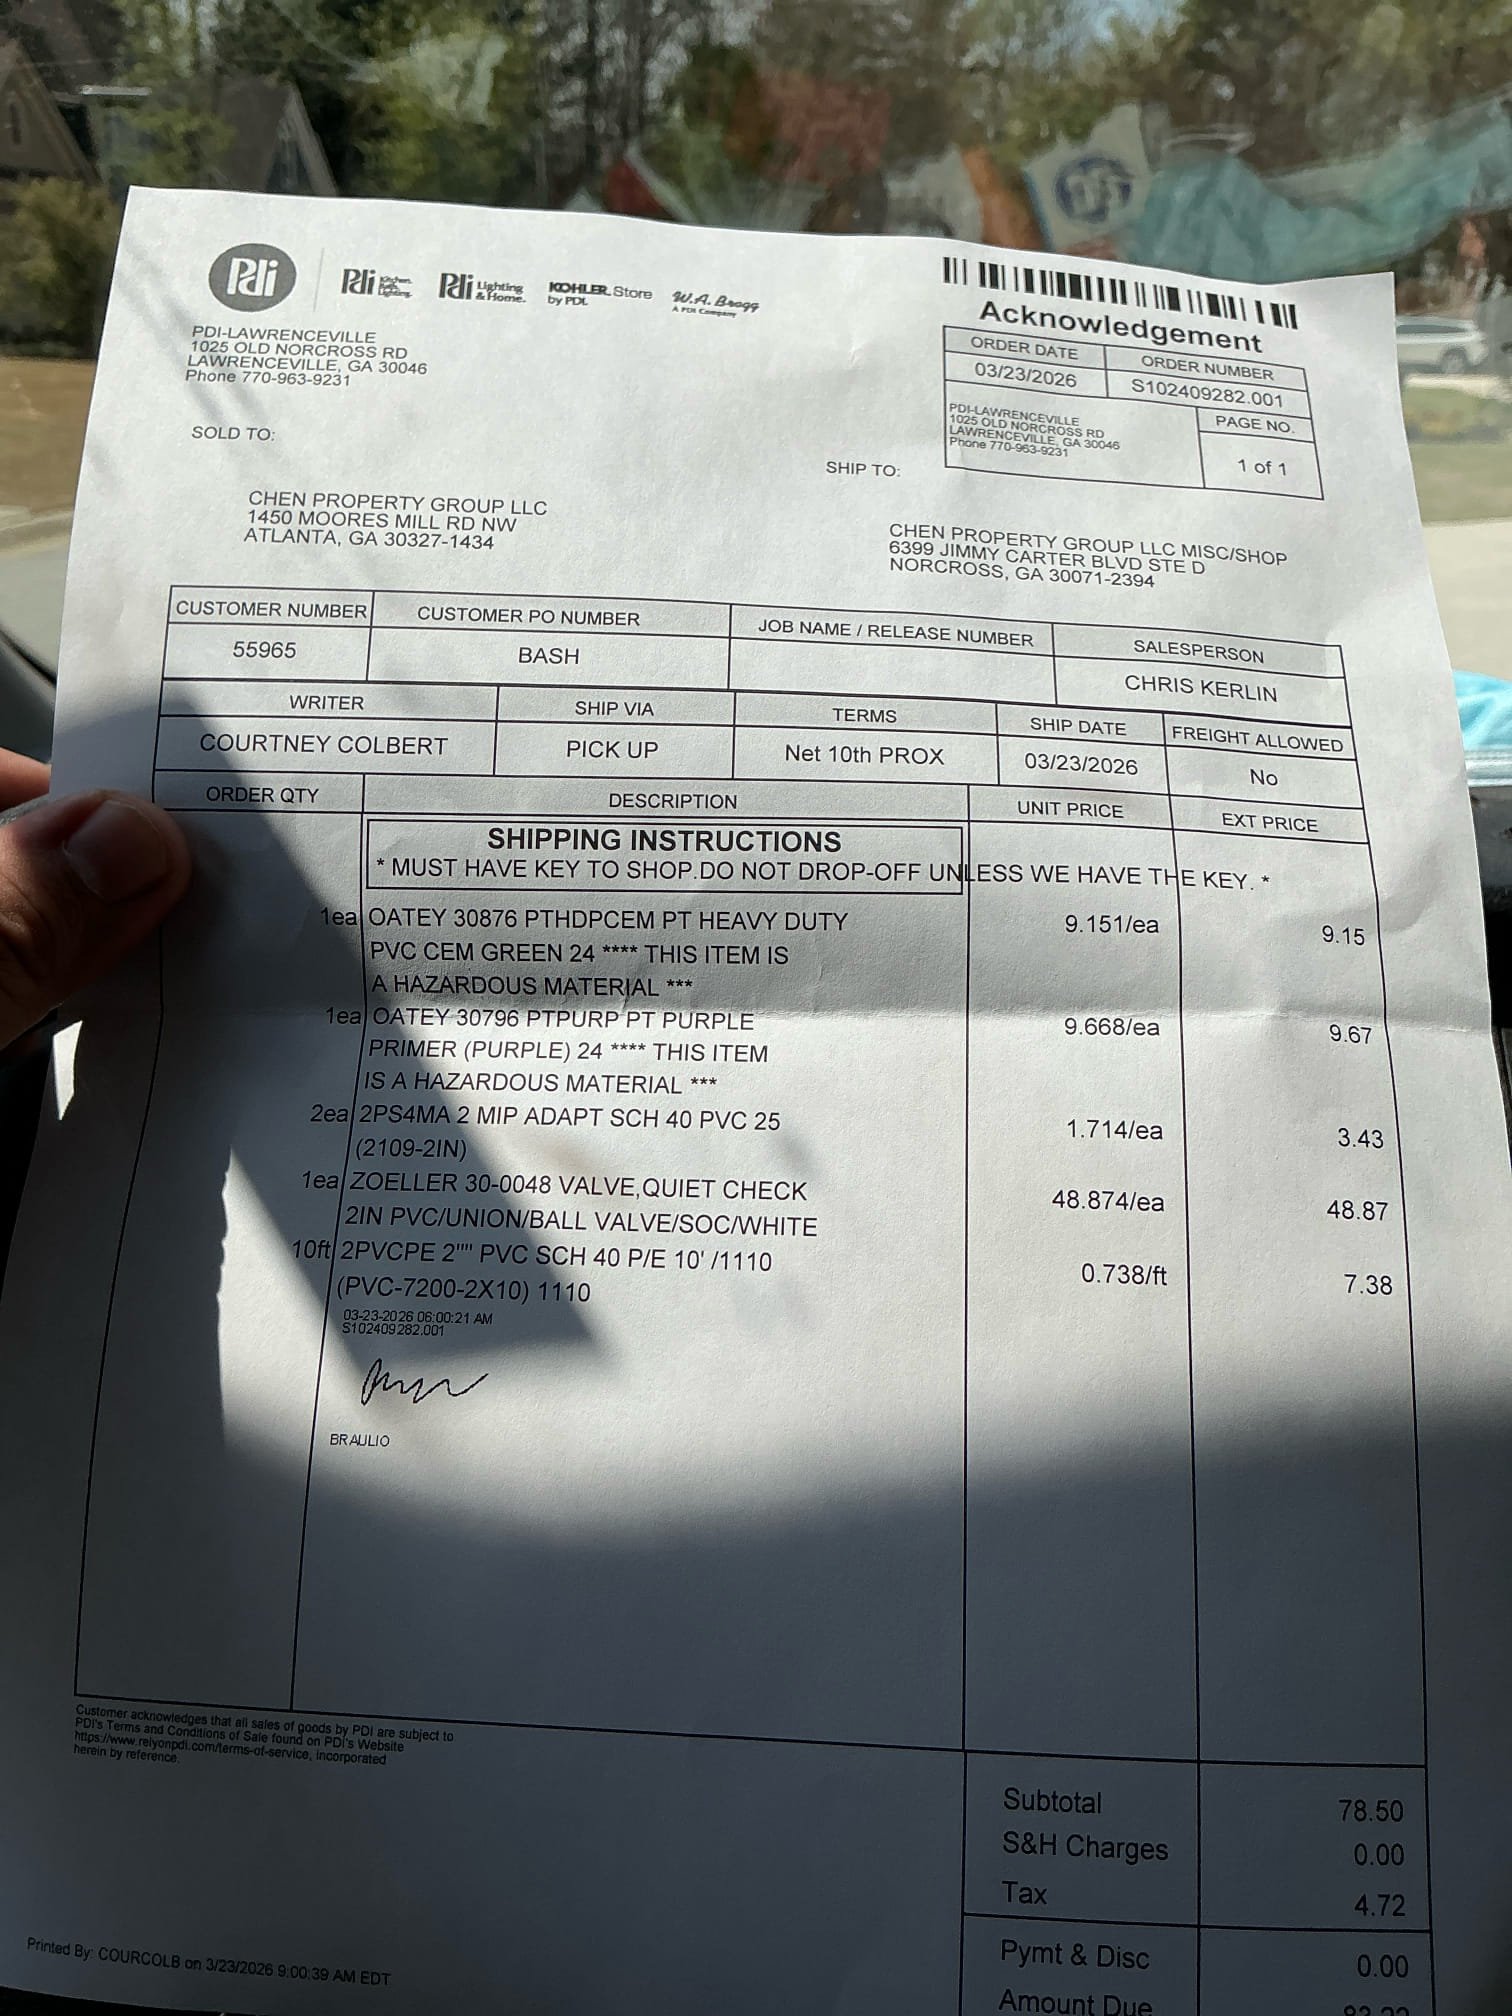 Pdi
Pdi Kitchen, Bath, Lighting.
Pdi Lighting & Home.
KOHLER Store by PDI
W.A. Bragg
A PDI Company
PDI-LAWRENCEVILLE
1025 OLD NORCROSS RD
LAWRENCEVILLE, GA 30046
Phone 770-963-9231
Acknowledgement
ORDER DATE ORDER NUMBER
03/23/2026 S102409282.001
PDI-LAWRENCEVILLE
1025 OLD NORCROSS RD
LAWRENCEVILLE, GA 30046
Phone 770-963-9231
PAGE NO.
1 of 1
SOLD TO:
CHEN PROPERTY GROUP LLC
1450 MOORES MILL RD NW
ATLANTA, GA 30327-1434
SHIP TO:
CHEN PROPERTY GROUP LLC MISC/SHOP
6399 JIMMY CARTER BLVD STE D
NORCROSS, GA 30071-2394
CUSTOMER NUMBER CUSTOMER PO NUMBER JOB NAME / RELEASE NUMBER SALESPERSON
55965 BASH CHRIS KERLIN
WRITER SHIP VIA TERMS SHIP DATE FREIGHT ALLOWED
COURTNEY COLBERT PICK UP Net 10th PROX 03/23/2026 No
ORDER QTY DESCRIPTION UNIT PRICE EXT PRICE
SHIPPING INSTRUCTIONS
* MUST HAVE KEY TO SHOP.DO NOT DROP-OFF UNLESS WE HAVE THE KEY. *
1ea OATEY 30876 PTHDPCEM PT HEAVY DUTY 9.151/ea 9.15
PVC CEM GREEN 24 **** THIS ITEM IS
A HAZARDOUS MATERIAL ***
1ea OATEY 30796 PTPURP PT PURPLE 9.668/ea 9.67
PRIMER (PURPLE) 24 **** THIS ITEM
IS A HAZARDOUS MATERIAL ***
2ea 2PS4MA 2 MIP ADAPT SCH 40 PVC 25 1.714/ea 3.43
(2109-2IN)
1ea ZOELLER 30-0048 VALVE,QUIET CHECK 48.874/ea 48.87
2IN PVC/UNION/BALL VALVE/SOC/WHITE
10ft 2PVCPE 2"" PVC SCH 40 P/E 10' /1110 0.738/ft 7.38
(PVC-7200-2X10) 1110
03-23-2026 06:00:21 AM
S102409282.001
BRAULIO
Customer acknowledges that all sales of goods by PDI are subject to
PDI's Terms and Conditions of Sale found on PDI's Website
https://www.relyonpdi.com/terms-of-service, incorporated
herein by reference.
Subtotal 78.50
S&H Charges 0.00
Tax 4.72
Pymt & Disc 0.00
Amount Due
Printed By: COURCOLB on 3/23/2026 9:00:39 AM EDT